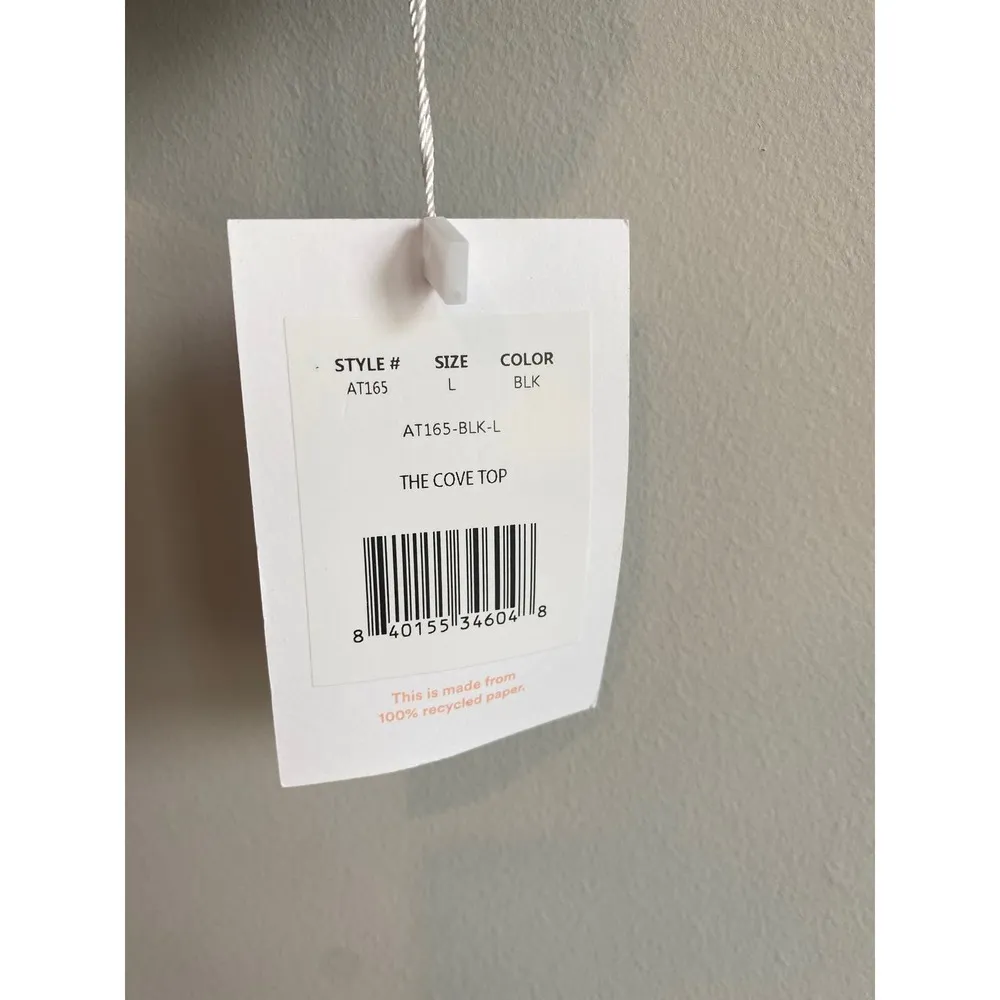 STYLE # SIZE COLOR
AT165 L BLK
AT165-BLK-L
THE COVE TOP
8 40155 34604 8
This is made from
100% recycled paper.